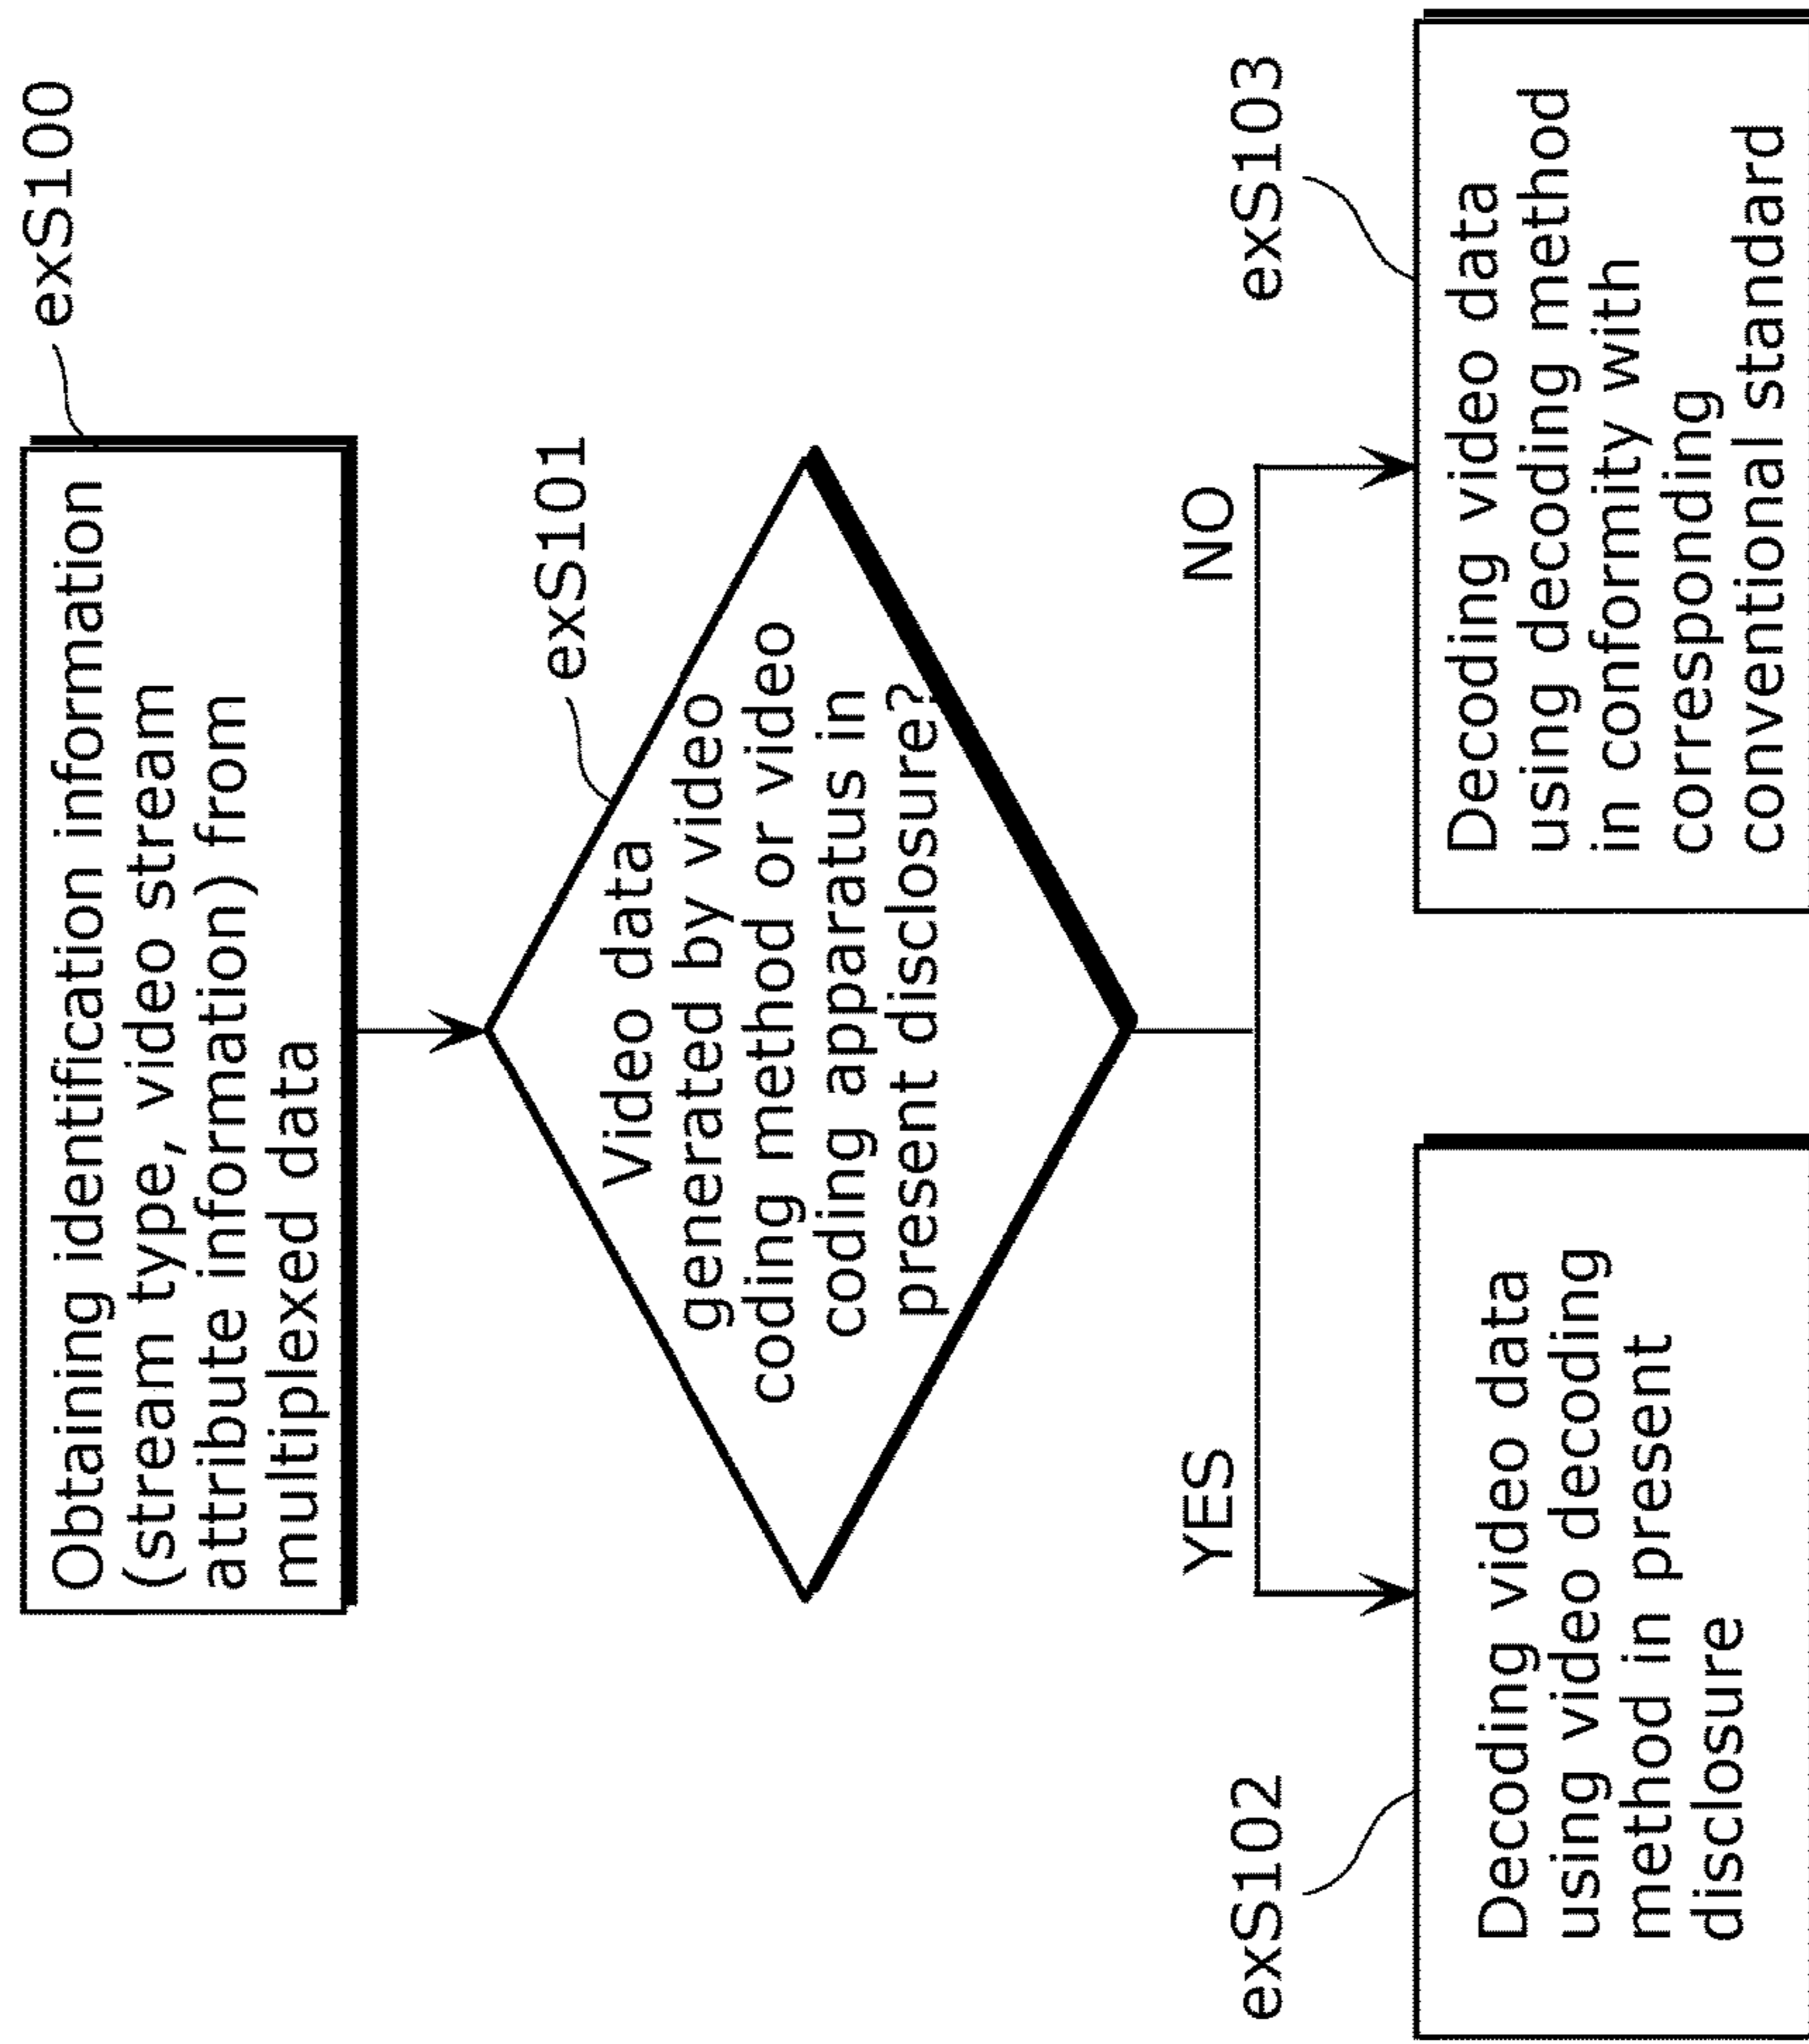 exS100
Obtaining identification information
(stream type, video stream
attribute information) from
multiplexed data
exS101
Video data
generated by video
coding method or video
coding apparatus in
present disclosure?
YES
NO
exS102
Decoding video data
using video decoding
method in present
disclosure
exS103
Decoding video data
using decoding method
in conformity with
corresponding
conventional standard